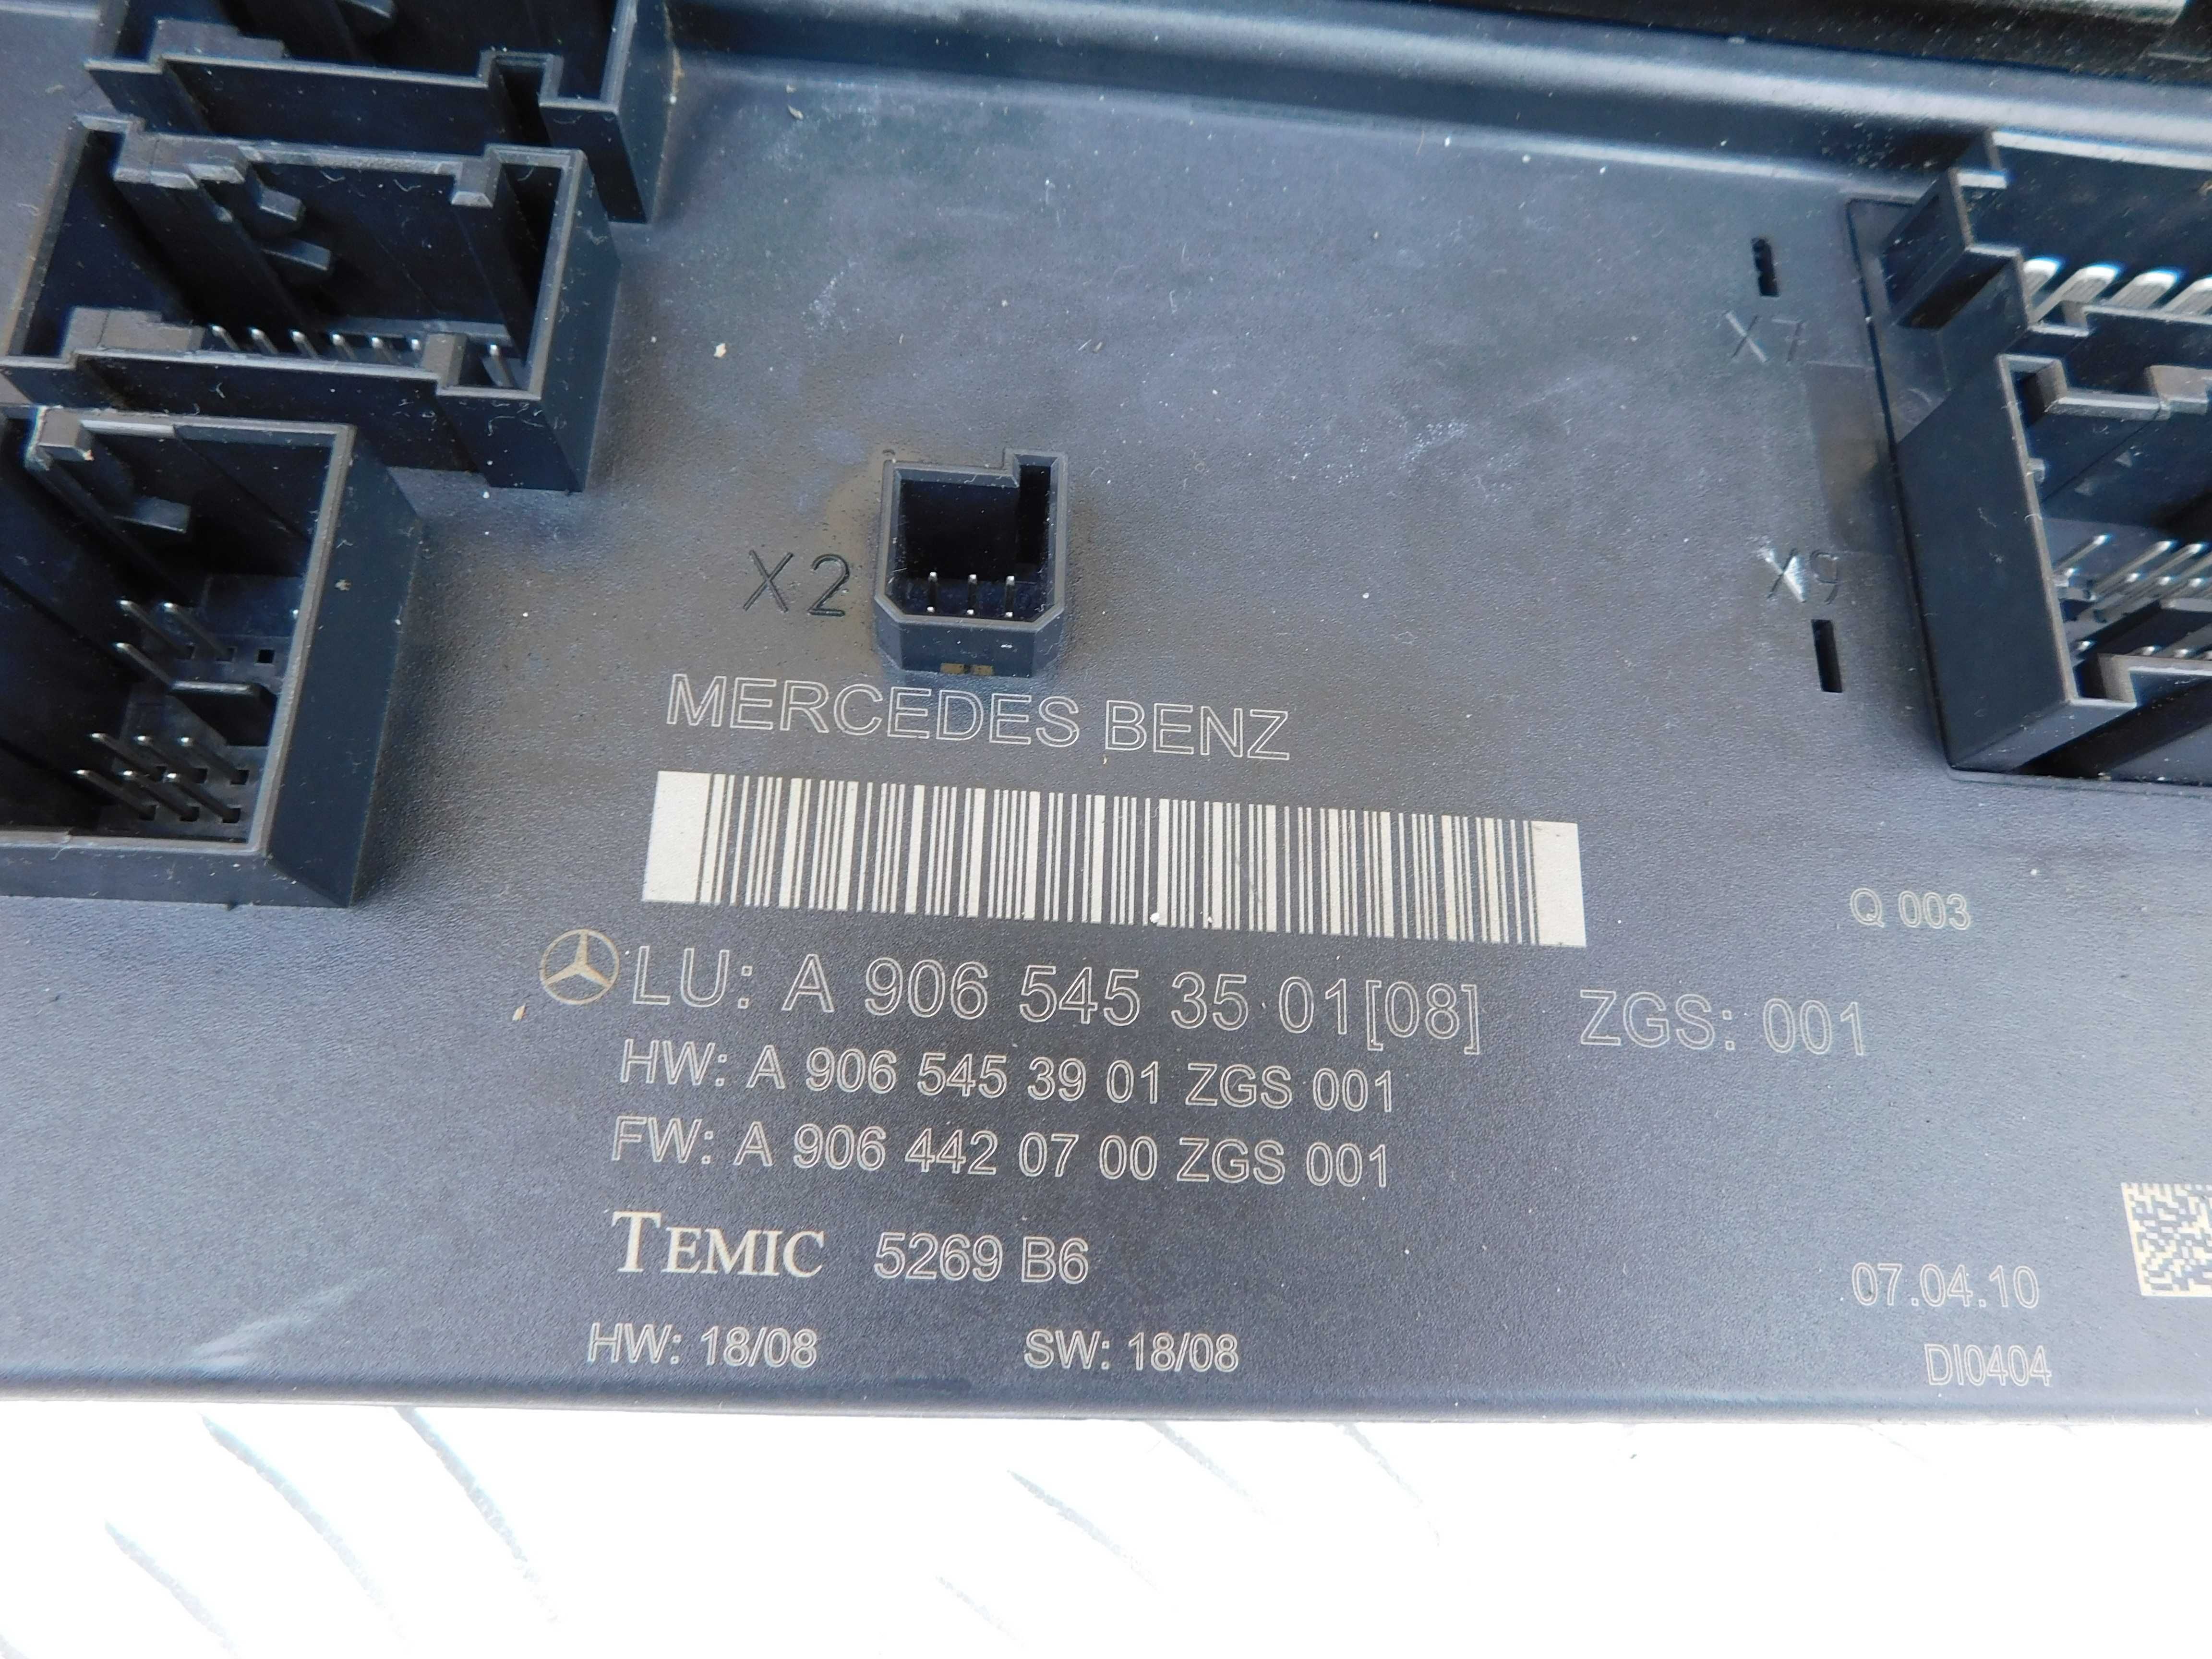 X7
X2
X9
MERCEDES BENZ
Q 003
LU: A 906 545 35 01[08] ZGS: 001
HW: A 906 545 39 01 ZGS 001
FW: A 906 442 07 00 ZGS 001
TEMIC 5269 B6
07.04.10
HW: 18/08 SW: 18/08
DI0404